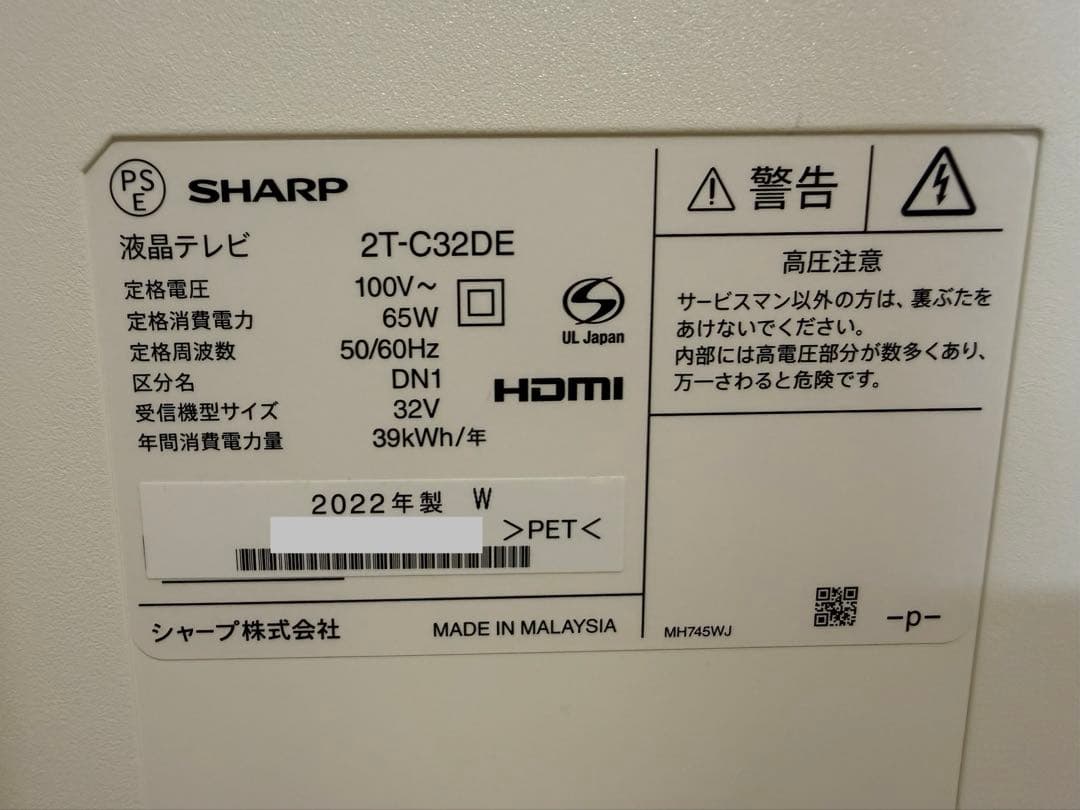 PS
E
SHARP
液晶テレビ 2T-C32DE
定格電圧 100V～
定格消費電力 65W
定格周波数 50/60Hz
区分名 DN1
受信機型サイズ 32V
年間消費電力量 39kWh/年
UL Japan
HDMI
2022年製 W
>PET<
シャープ株式会社 MADE IN MALAYSIA
警告
高圧注意
サービスマン以外の方は、裏ぶたを
あけないでください。
内部には高電圧部分が数多くあり、
万一さわると危険です。
MH745WJ
-p-